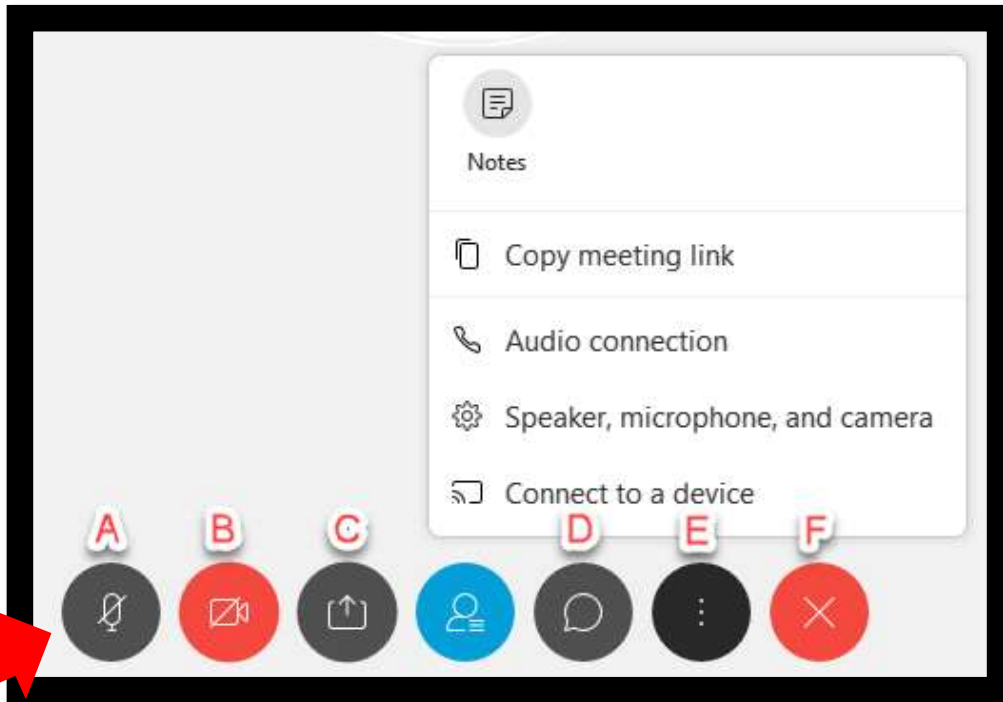 Notes
Copy meeting link
Audio connection
Speaker, microphone, and camera
Connect to a device
A B C D E F